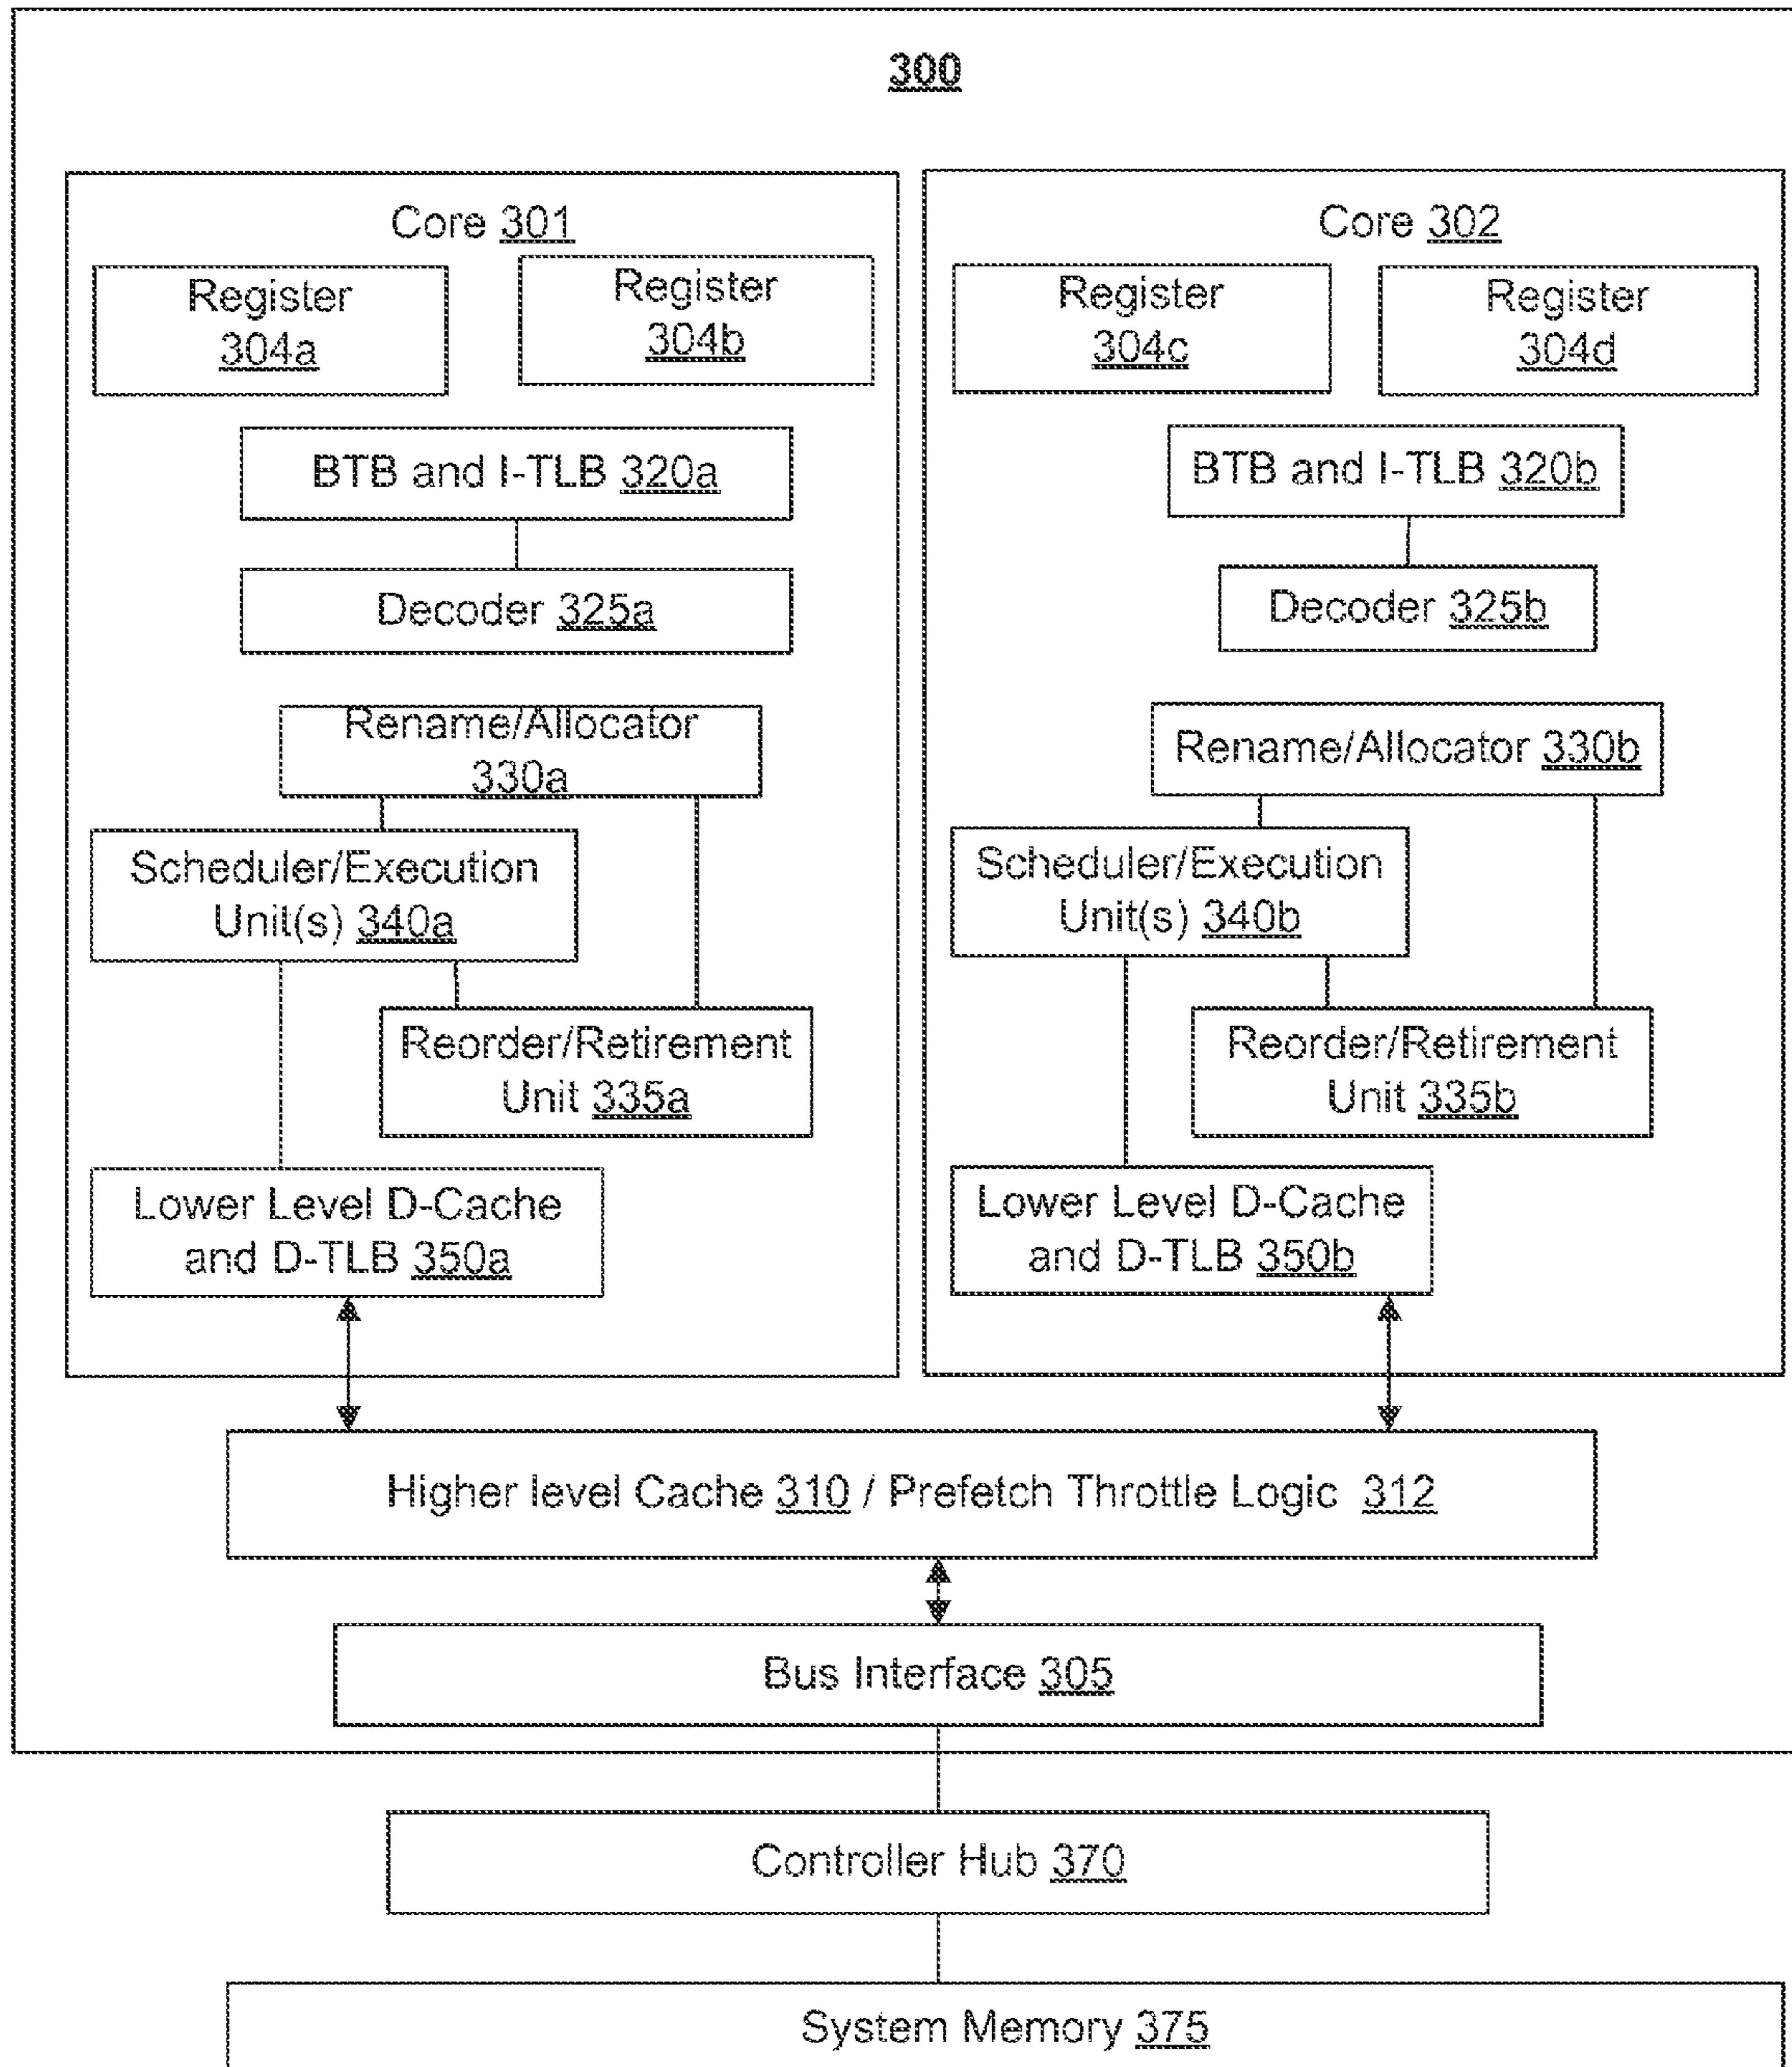 300
Core 301
Register
304a
Register
304b
BTB and I-TLB 320a
Decoder 325a
Rename/Allocator
330a
Scheduler/Execution
Unit(s) 340a
Reorder/Retirement
Unit 335a
Lower Level D-Cache
and D-TLB 350a
Core 302
Register
304c
Register
304d
BTB and I-TLB 320b
Decoder 325b
Rename/Allocator 330b
Scheduler/Execution
Unit(s) 340b
Reorder/Retirement
Unit 335b
Lower Level D-Cache
and D-TLB 350b
Higher level Cache 310 / Prefetch Throttle Logic 312
Bus Interface 305
Controller Hub 370
System Memory 375